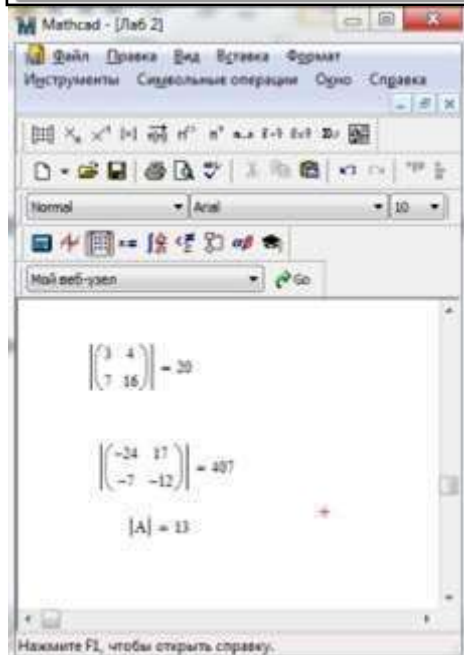 Mathcad - [Лаб 2]
Файл Правка Вид Вставка Формат
Инструменты Символьные операции Окно Справка
Normal Arial 10
Мой веб-узел Go
|(3 4
7 16)| = 20
|(-24 17
-7 -12)| = 407
|A| = 13
Нажмите F1, чтобы открыть справку.